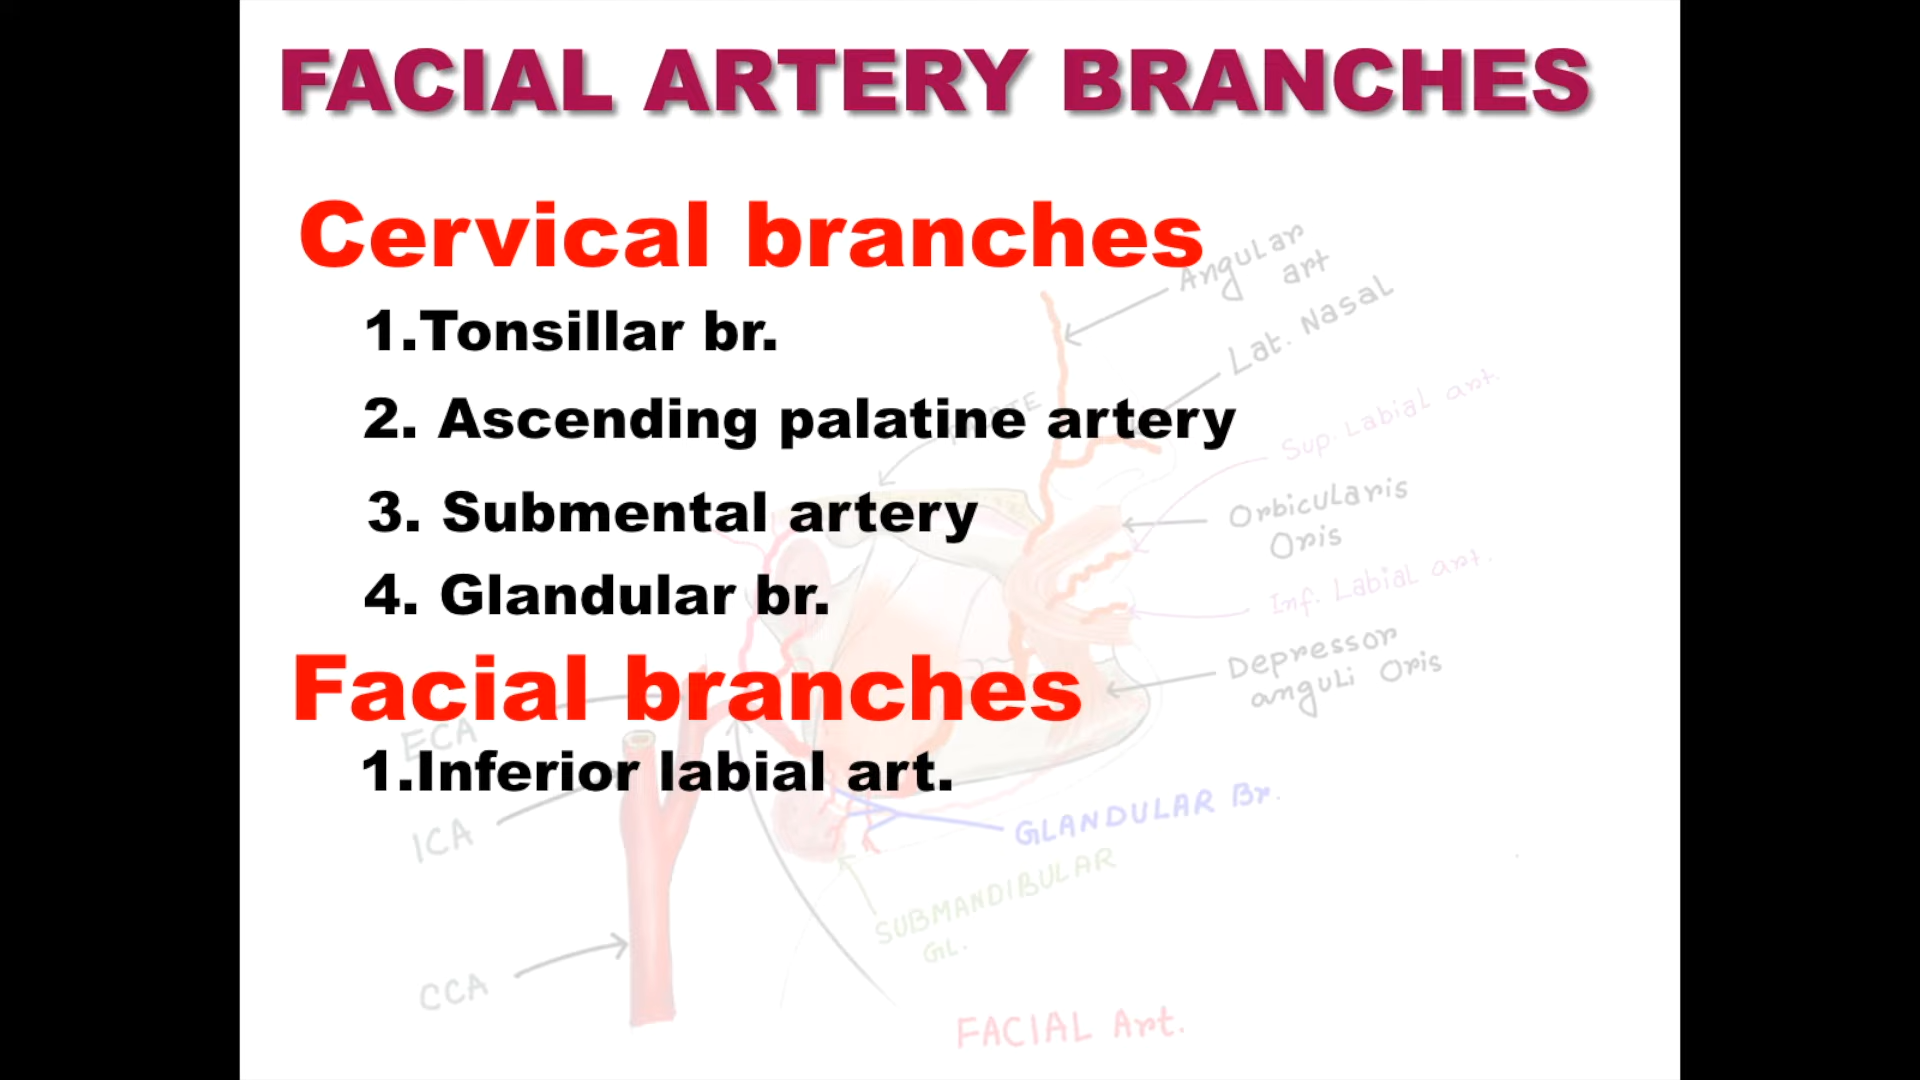 FACIAL ARTERY BRANCHES
Cervical branches
1.Tonsillar br.
2. Ascending palatine artery
3. Submental artery
4. Glandular br.
Facial branches
1.Inferior labial art.
Angular
art
Lat. Nasal
Sup. Labial art.
Orbicularis
Oris
Inf. Labial art.
Depressor
anguli Oris
ECA
ICA
GLANDULAR Br.
SUBMANDIBULAR
GL.
CCA
FACIAL Art.